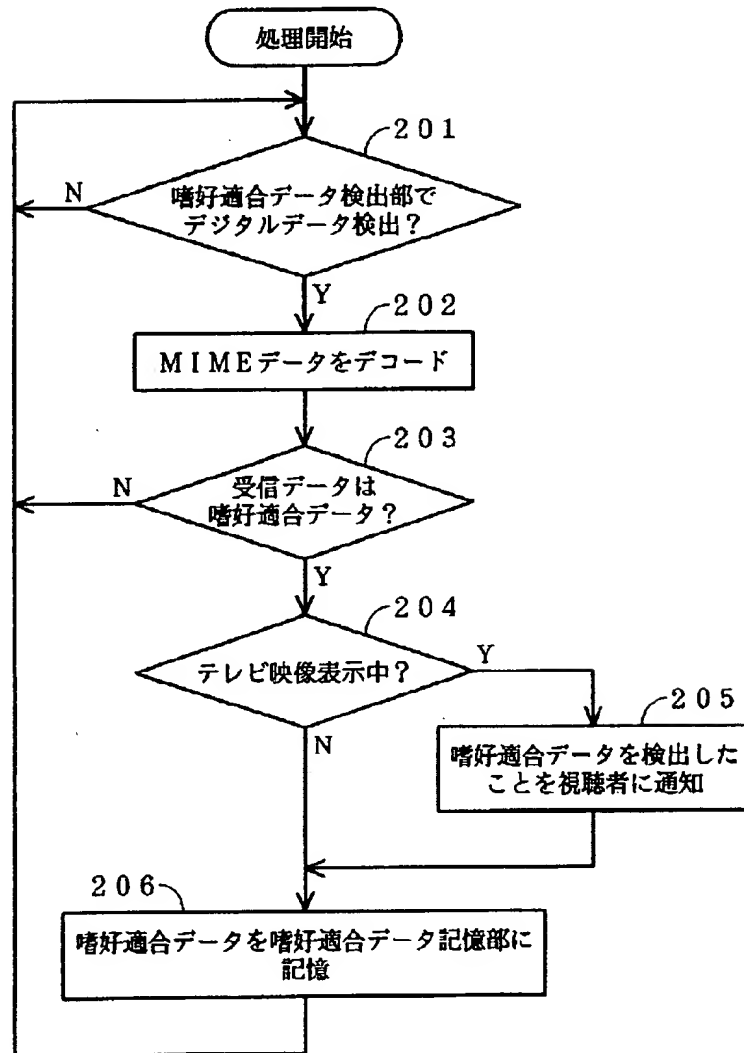 処理開始
201
嗜好適合データ検出部で
デジタルデータ検出？
N
Y
202
ＭＩＭＥデータをデコード
203
受信データは
嗜好適合データ？
N
Y
204
テレビ映像表示中？
Y
N
205
嗜好適合データを検出した
ことを視聴者に通知
206
嗜好適合データを嗜好適合データ記憶部に
記憶